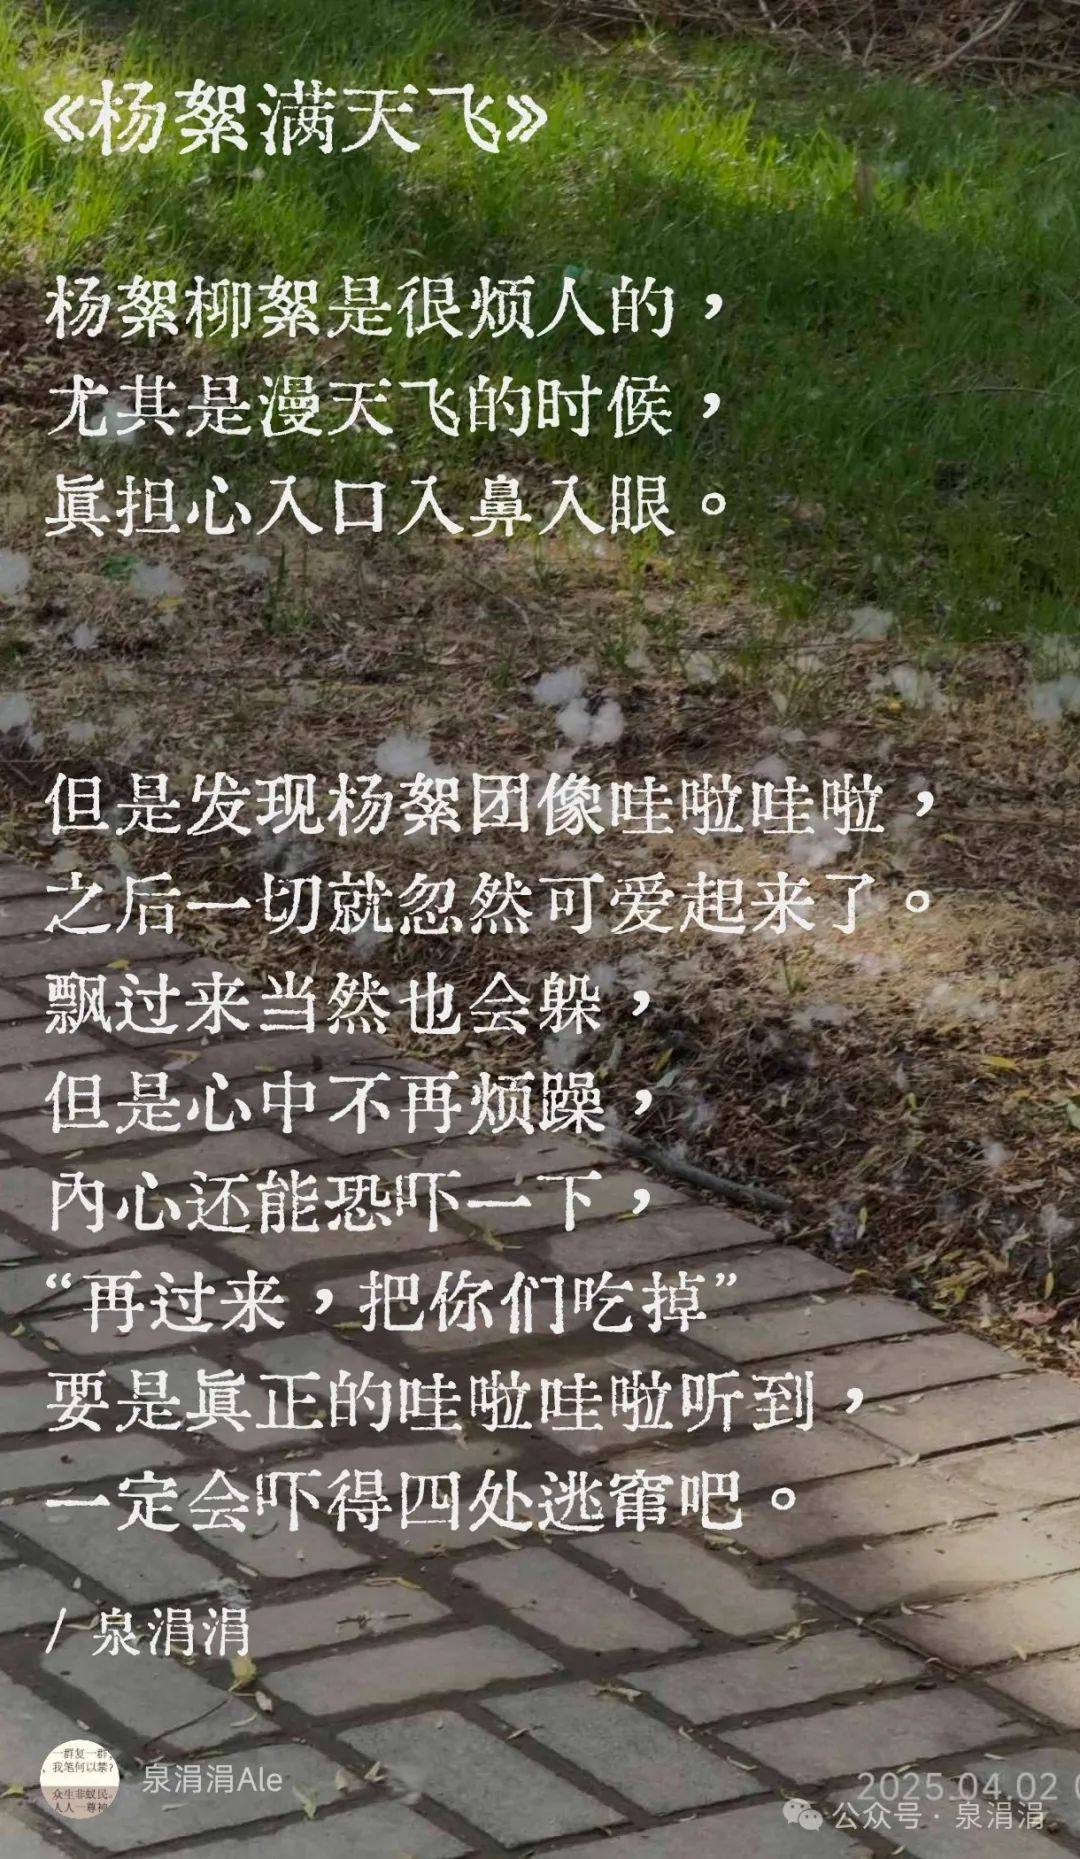 《杨絮满天飞》
杨絮柳絮是很烦人的，
尤其是漫天飞的时候，
眞担心入口入鼻入眼。
但是发现杨絮团像哇啦哇啦，
之后一切就忽然可爱起来了。
飘过来当然也会躲，
但是心中不再烦躁，
內心还能恐吓一下，
“再过来，把你们吃掉”
要是眞正的哇啦哇啦听到，
一定会吓得四处逃窜吧。
/ 泉涓涓
一群复一群
，我笔何以禁？
众生非蚁民
人人一尊神
泉涓涓Ale
2025.04.02
公众号 · 泉涓涓